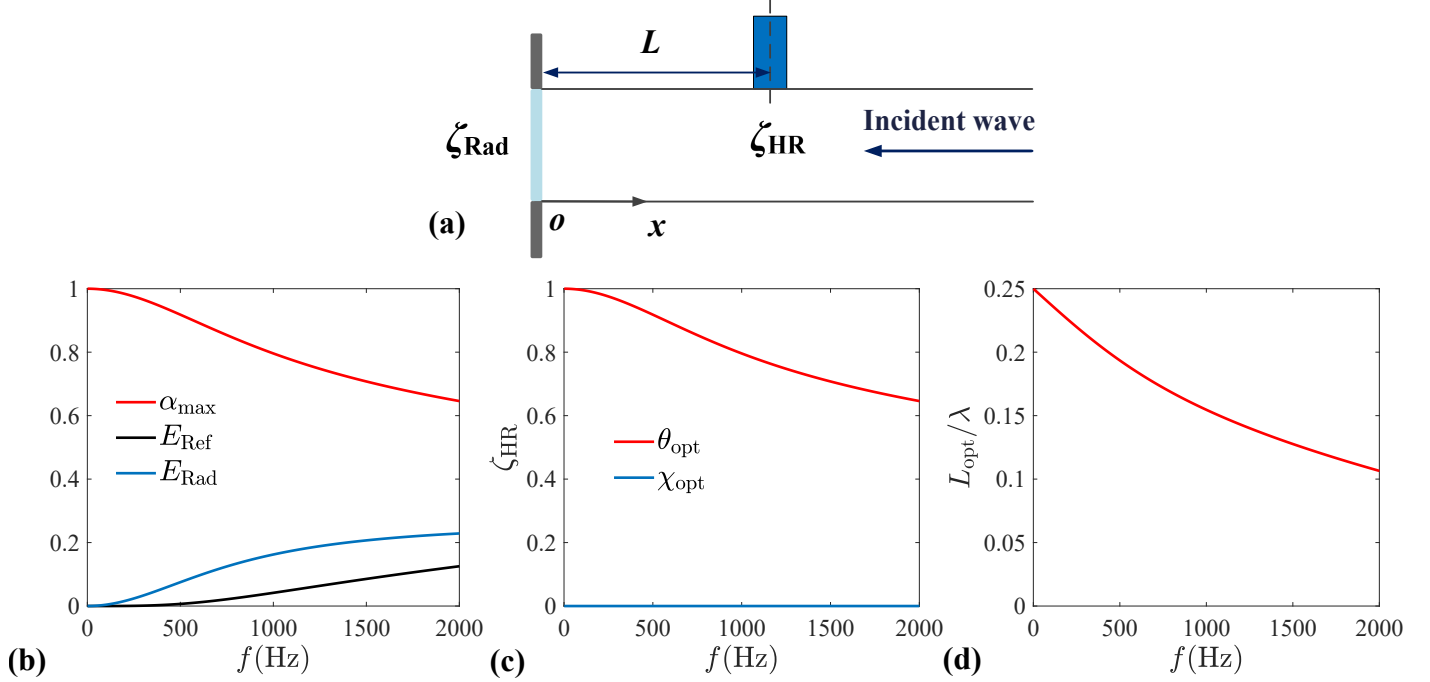 L
Incident wave
ζRad
ζHR
(a)
o
x
1
0.8
0.6
0.4
0.2
0
αmax
ERef
ERad
0 500 1000 1500 2000
f(Hz)
(b)
1
0.8
0.6
0.4
0.2
0
ζHR
θopt
χopt
0 500 1000 1500 2000
f(Hz)
(c)
0.25
0.2
0.15
0.1
0.05
0
Lopt/λ
0 500 1000 1500 2000
f(Hz)
(d)